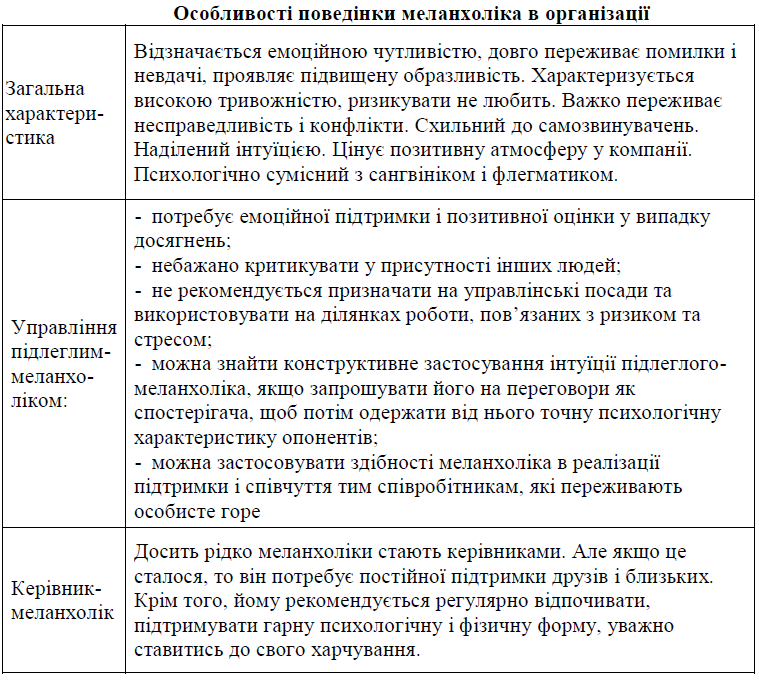 Особливості поведінки меланхоліка в організації
Загальна
характери-
стика
Відзначається емоційною чутливістю, довго переживає помилки і
невдачі, проявляє підвищену образливість. Характеризується
високою тривожністю, ризикувати не любить. Важко переживає
несправедливість і конфлікти. Схильний до самозвинувачень.
Наділений інтуїцією. Цінує позитивну атмосферу у компанії.
Психологічно сумісний з сангвініком і флегматиком.
Управління
підлеглим-
меланхо-
ліком:
- потребує емоційної підтримки і позитивної оцінки у випадку
досягнень;
- небажано критикувати у присутності інших людей;
- не рекомендується призначати на управлінські посади та
використовувати на ділянках роботи, пов’язаних з ризиком та
стресом;
- можна знайти конструктивне застосування інтуїції підлеглого-
меланхоліка, якщо запрошувати його на переговори як
спостерігача, щоб потім одержати від нього точну психологічну
характеристику опонентів;
- можна застосовувати здібності меланхоліка в реалізації
підтримки і співчуття тим співробітникам, які переживають
особисте горе
Керівник-
меланхолік
Досить рідко меланхоліки стають керівниками. Але якщо це
сталося, то він потребує постійної підтримки друзів і близьких.
Крім того, йому рекомендується регулярно відпочивати,
підтримувати гарну психологічну і фізичну форму, уважно
ставитись до свого харчування.